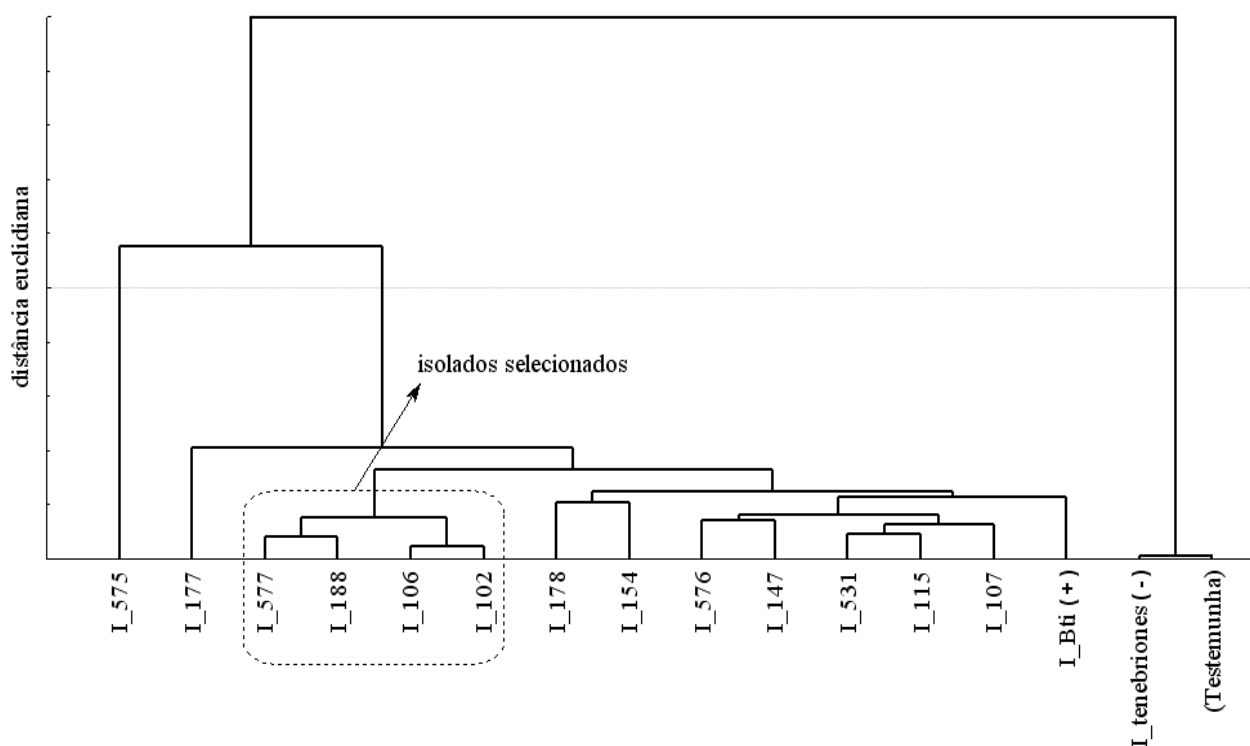 distância euclidiana
isolados selecionados
I_575
I_177
I_577
I_188
I_106
I_102
I_178
I_154
I_576
I_147
I_531
I_115
I_107
I_Bti (+)
I_tenebriones (-)
(Testemunha)